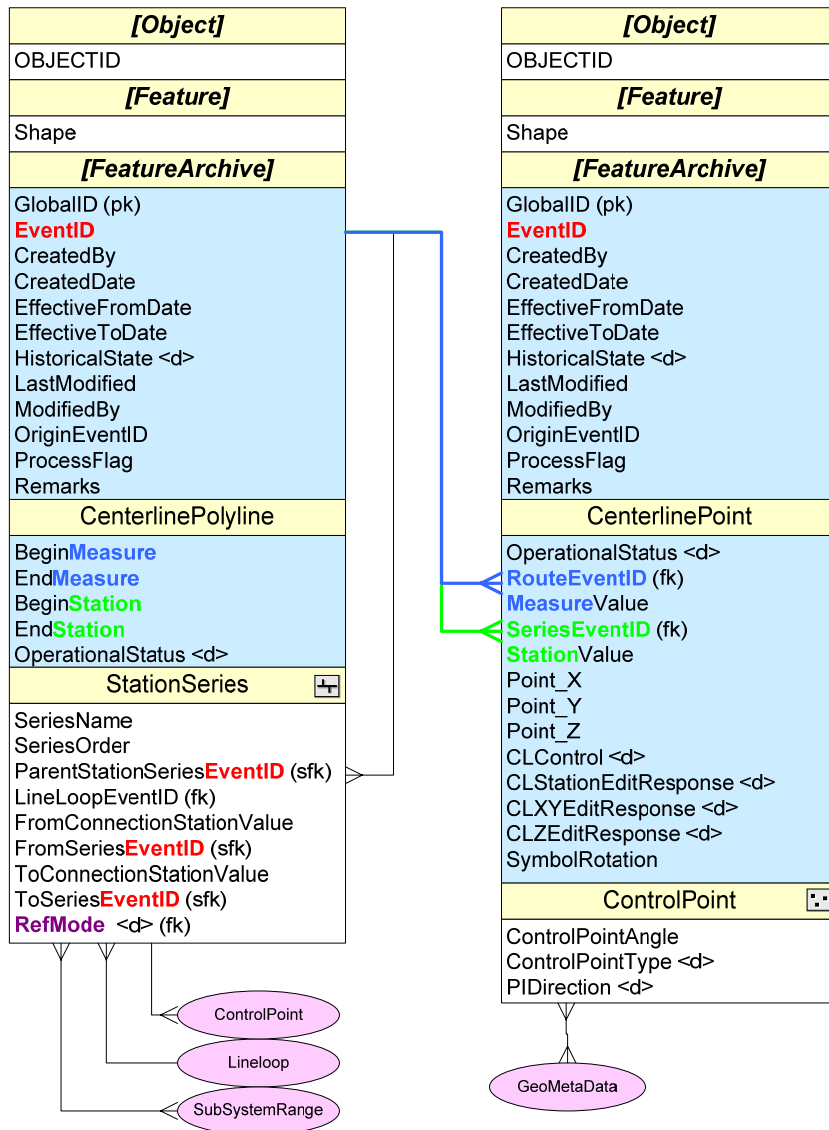 [Object]
OBJECTID
[Feature]
Shape
[FeatureArchive]
GlobalID (pk)
EventID
CreatedBy
CreatedDate
EffectiveFromDate
EffectiveToDate
HistoricalState <d>
LastModified
ModifiedBy
OriginEventID
ProcessFlag
Remarks
CenterlinePolyline
BeginMeasure
EndMeasure
BeginStation
EndStation
OperationalStatus <d>
StationSeries
SeriesName
SeriesOrder
ParentStationSeriesEventID (sfk)
LineLoopEventID (fk)
FromConnectionStationValue
FromSeriesEventID (sfk)
ToConnectionStationValue
ToSeriesEventID (sfk)
RefMode <d> (fk)
ControlPoint
Lineloop
SubSystemRange
[Object]
OBJECTID
[Feature]
Shape
[FeatureArchive]
GlobalID (pk)
EventID
CreatedBy
CreatedDate
EffectiveFromDate
EffectiveToDate
HistoricalState <d>
LastModified
ModifiedBy
OriginEventID
ProcessFlag
Remarks
CenterlinePoint
OperationalStatus <d>
RouteEventID (fk)
MeasureValue
SeriesEventID (fk)
StationValue
Point_X
Point_Y
Point_Z
CLControl <d>
CLStationEditResponse <d>
CLXYEditResponse <d>
CLZEditResponse <d>
SymbolRotation
ControlPoint
ControlPointAngle
ControlPointType <d>
PIDirection <d>
GeoMetaData